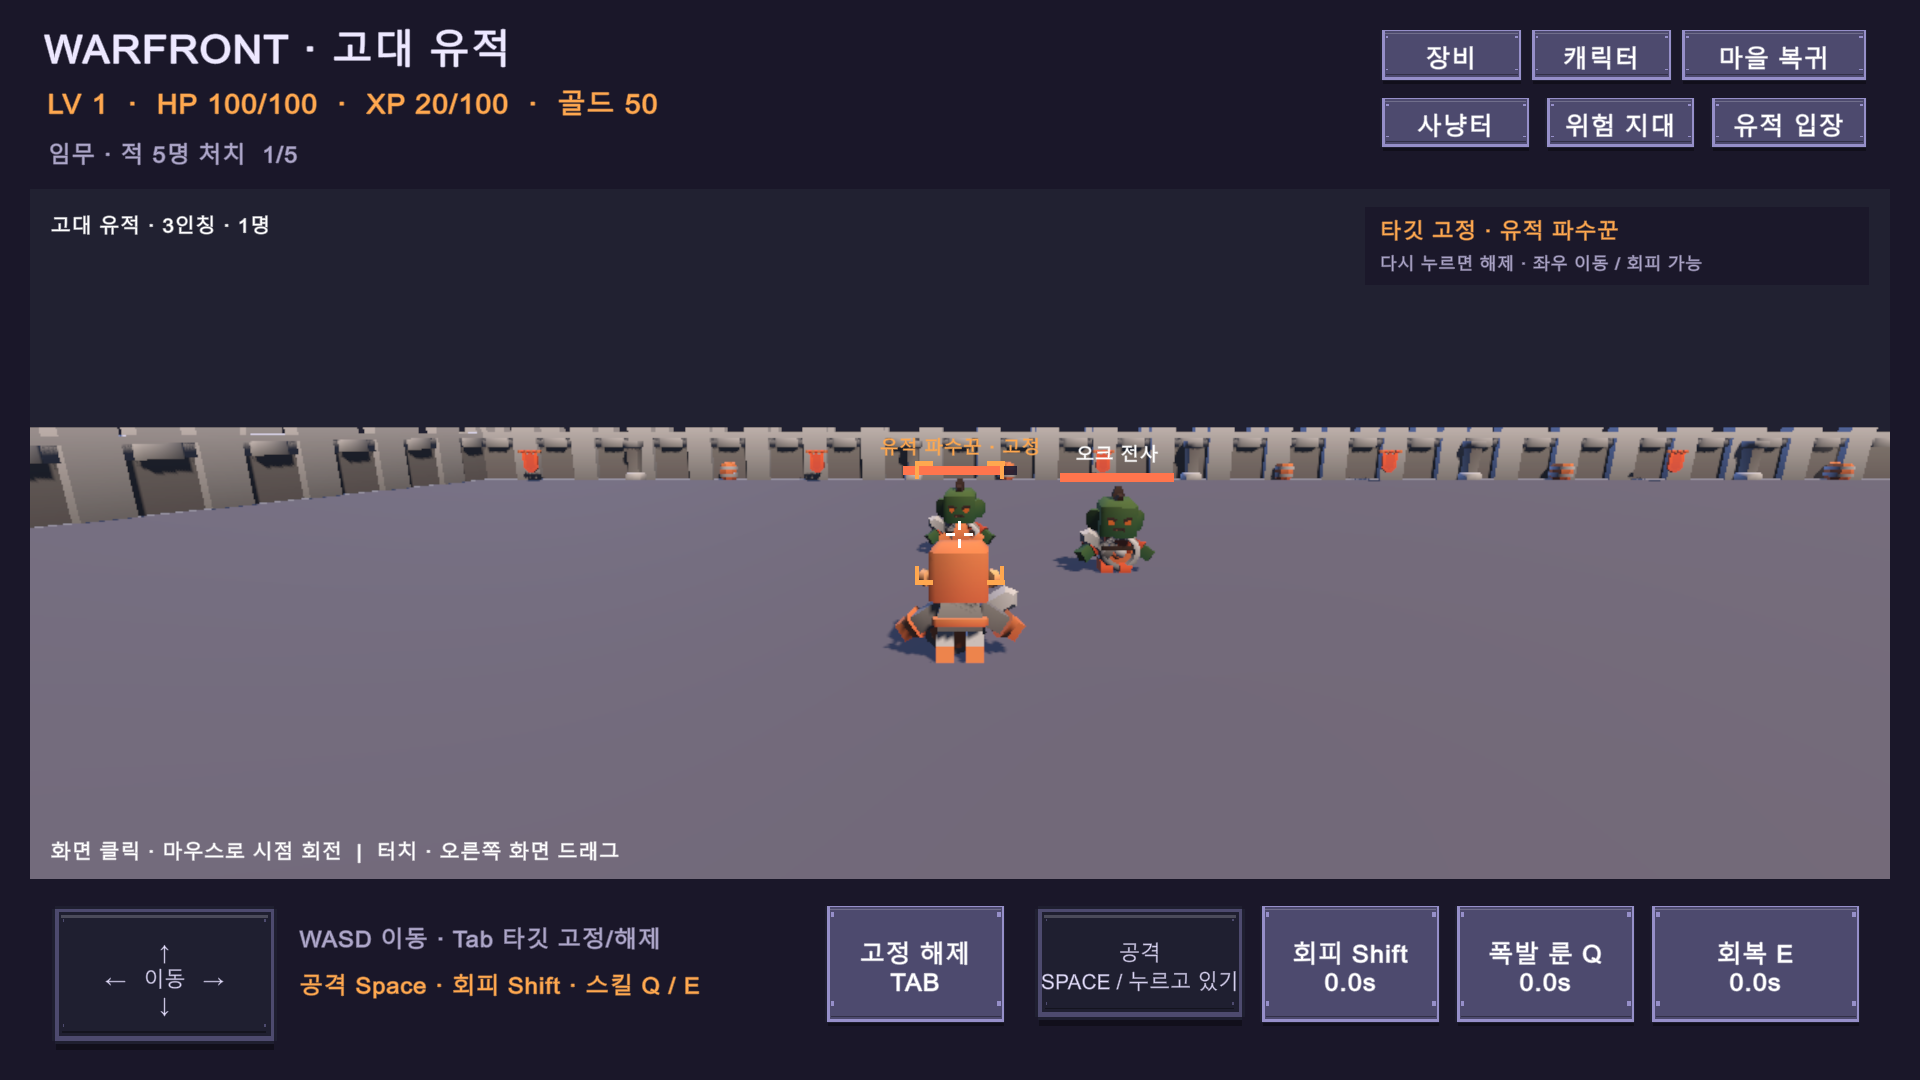 WARFRONT · 고대 유적
LV 1 · HP 100/100 · XP 20/100 · 골드 50
임무 · 적 5명 처치 1/5
장비
캐릭터
마을 복귀
사냥터
위험 지대
유적 입장
고대 유적 · 3인칭 · 1명
타깃 고정 · 유적 파수꾼
다시 누르면 해제 · 좌우 이동 / 회피 가능
유적 파수꾼 · 고정
오크 전사
화면 클릭 · 마우스로 시점 회전 | 터치 · 오른쪽 화면 드래그
↑
← 이동 →
↓
WASD 이동 · Tab 타깃 고정/해제
공격 Space · 회피 Shift · 스킬 Q / E
고정 해제
TAB
공격
SPACE / 누르고 있기
회피 Shift
0.0s
폭발 룬 Q
0.0s
회복 E
0.0s